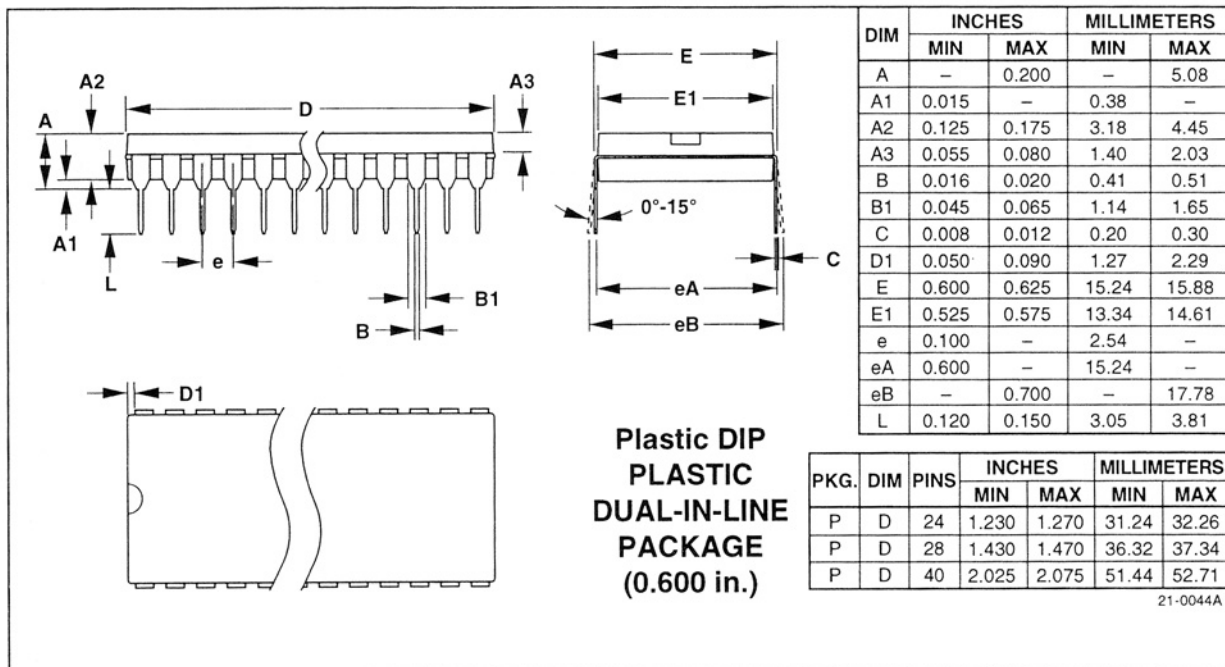 A2
A3
D
A
A1
L
e
B1
B
E
E1
0°-15°
C
eA
eB
D1
Plastic DIP
PLASTIC
DUAL-IN-LINE
PACKAGE
(0.600 in.)
DIM INCHES MILLIMETERS
MIN MAX MIN MAX
A – 0.200 – 5.08
A1 0.015 – 0.38 –
A2 0.125 0.175 3.18 4.45
A3 0.055 0.080 1.40 2.03
B 0.016 0.020 0.41 0.51
B1 0.045 0.065 1.14 1.65
C 0.008 0.012 0.20 0.30
D1 0.050 0.090 1.27 2.29
E 0.600 0.625 15.24 15.88
E1 0.525 0.575 13.34 14.61
e 0.100 – 2.54 –
eA 0.600 – 15.24 –
eB – 0.700 – 17.78
L 0.120 0.150 3.05 3.81
PKG. DIM PINS INCHES MILLIMETERS
MIN MAX MIN MAX
P D 24 1.230 1.270 31.24 32.26
P D 28 1.430 1.470 36.32 37.34
P D 40 2.025 2.075 51.44 52.71
21-0044A